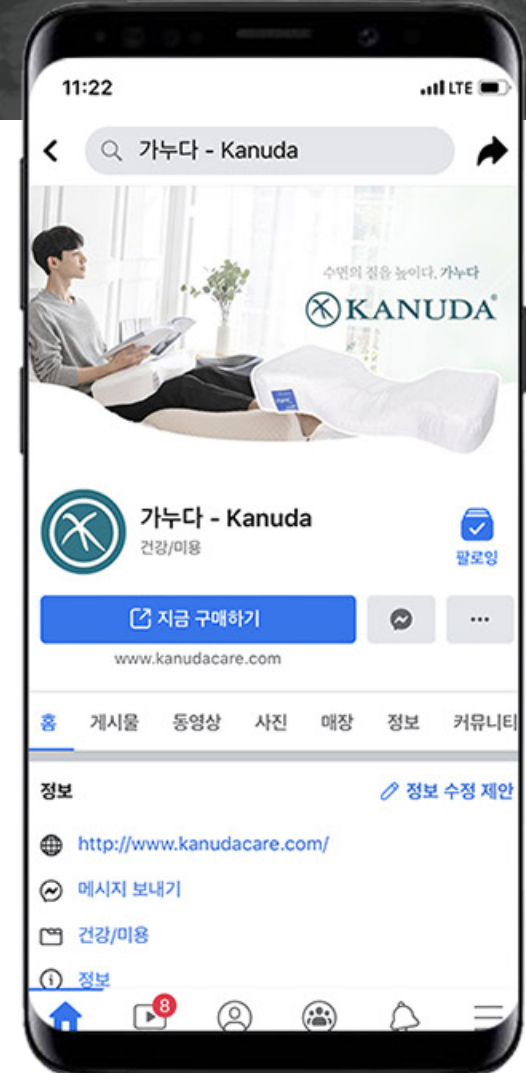 11:22
LTE
가누다 - Kanuda
수면의 질을 높이다. 가누다
KANUDA®
가누다 - Kanuda
건강/미용
팔로잉
지금 구매하기
www.kanudacare.com
홈 게시물 동영상 사진 매장 정보 커뮤니티
정보 정보 수정 제안
http://www.kanudacare.com/
메시지 보내기
건강/미용
정보
8